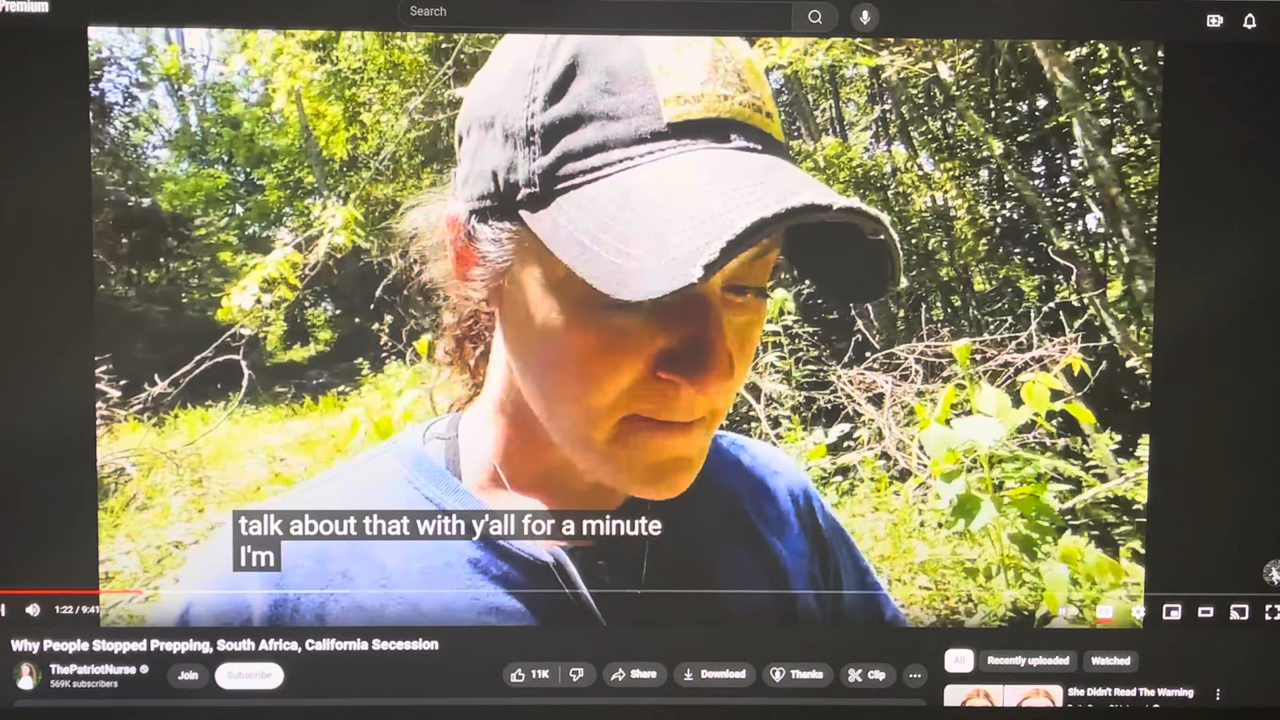 Premium
Search
talk about that with y'all for a minute
I'm
1:22 / 9:41
Why People Stopped Prepping, South Africa, California Secession
ThePatriotNurse
569K subscribers
Join
Subscribe
11K
Share
Download
Thanks
Clip
All
Recently uploaded
Watched
She Didn't Read The Warning